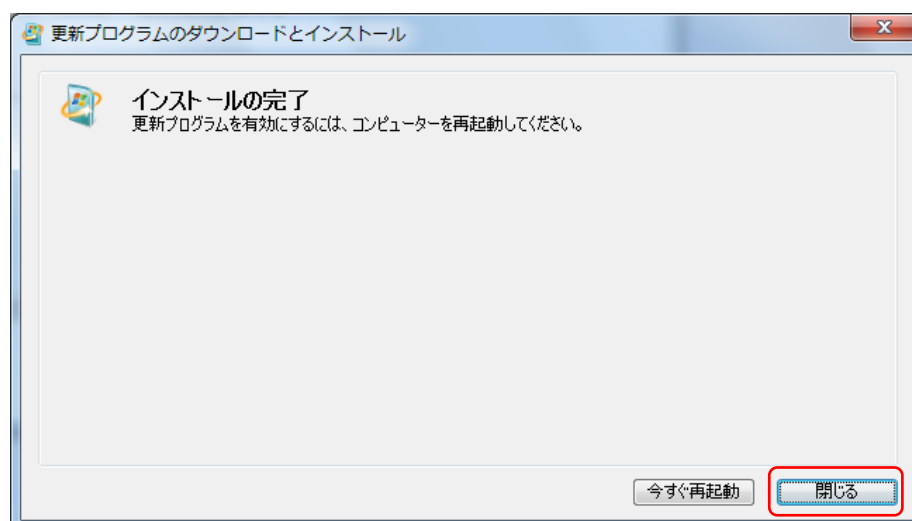 更新プログラムのダウンロードとインストール
インストールの完了
更新プログラムを有効にするには、コンピューターを再起動してください。
今すぐ再起動
閉じる